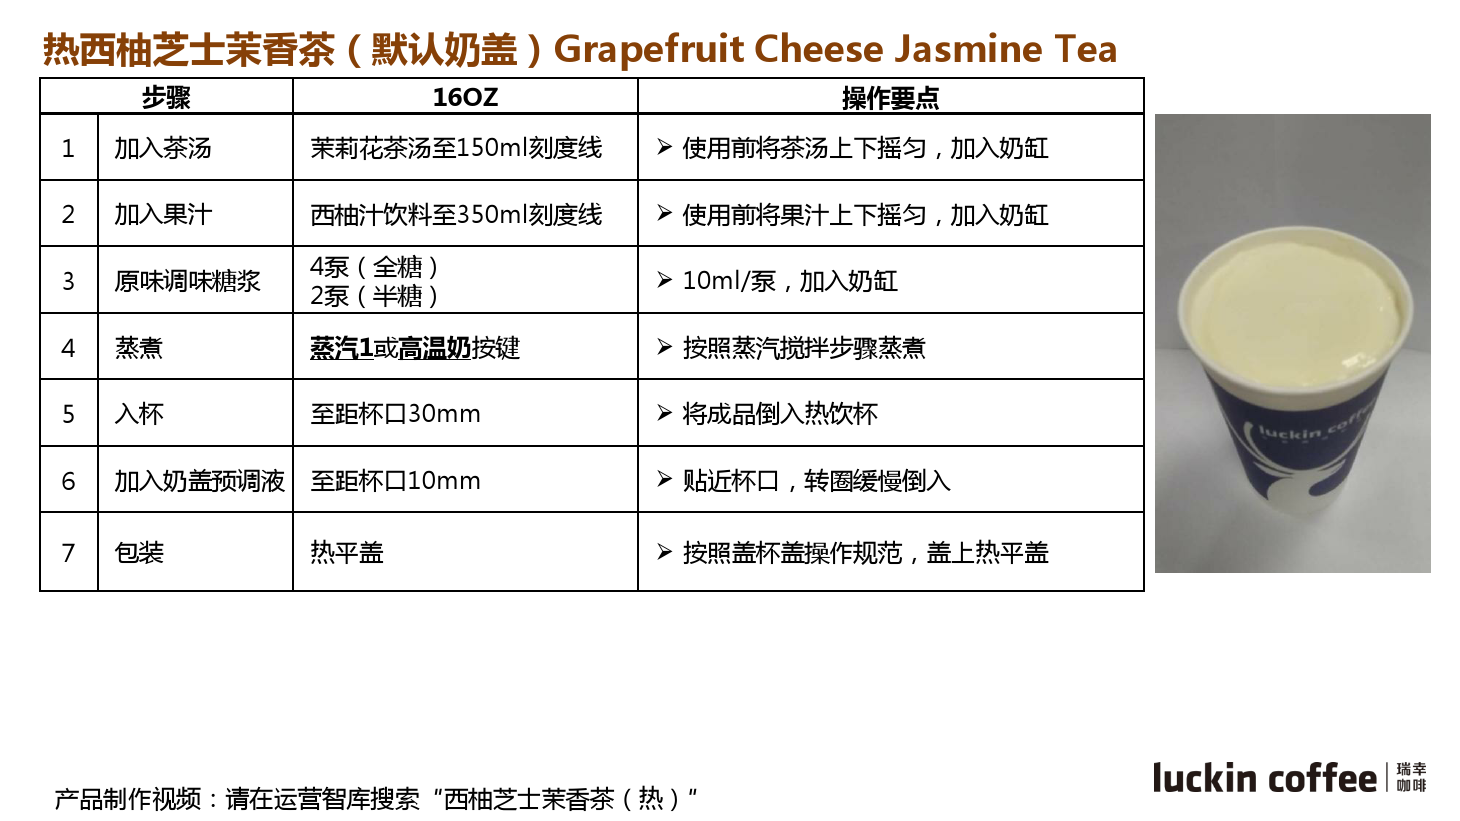 热西柚芝士茉香茶（默认奶盖）Grapefruit Cheese Jasmine Tea
步骤 16OZ 操作要点
1 加入茶汤 茉莉花茶汤至150ml刻度线 ➢ 使用前将茶汤上下摇匀，加入奶缸
2 加入果汁 西柚汁饮料至350ml刻度线 ➢ 使用前将果汁上下摇匀，加入奶缸
3 原味调味糖浆 4泵（全糖） ➢ 10ml/泵，加入奶缸
2泵（半糖）
4 蒸煮 蒸汽1或高温奶按键 ➢ 按照蒸汽搅拌步骤蒸煮
5 入杯 至距杯口30mm ➢ 将成品倒入热饮杯
6 加入奶盖预调液 至距杯口10mm ➢ 贴近杯口，转圈缓慢倒入
7 包装 热平盖 ➢ 按照盖杯盖操作规范，盖上热平盖
luckin coffee
luckin coffee 瑞幸
咖啡
产品制作视频：请在运营智库搜索“西柚芝士茉香茶（热）”